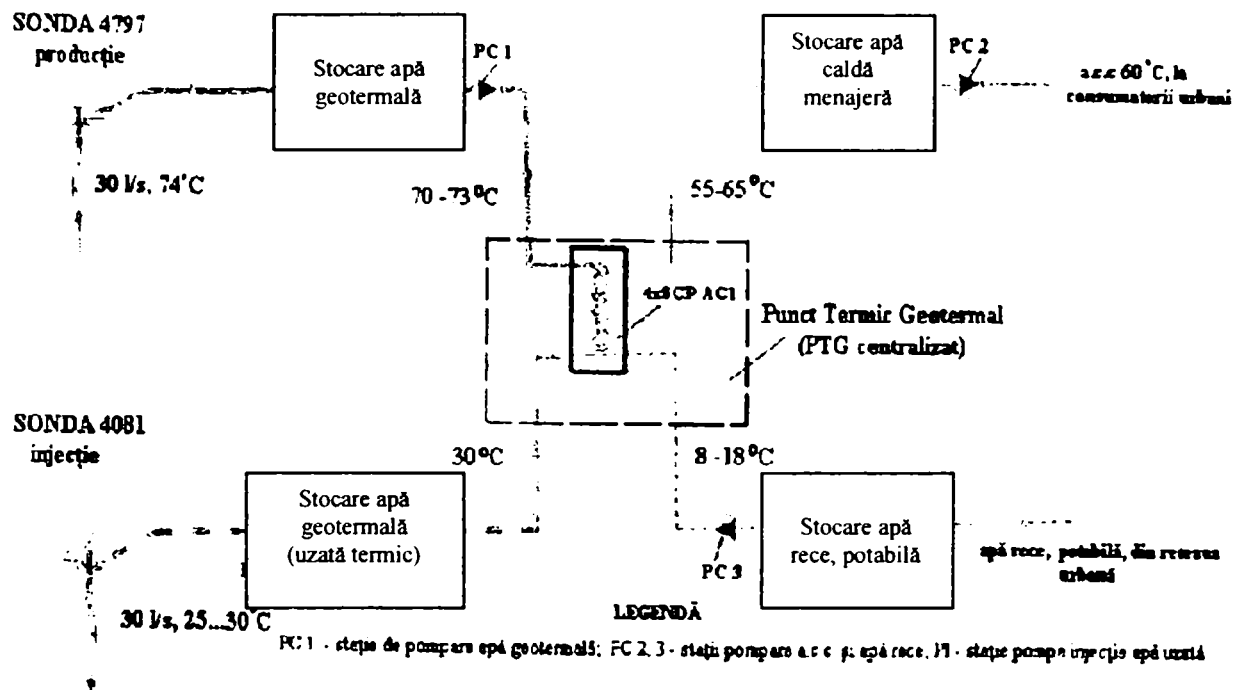 SONDA 4797
producție
Stocare apă
geotermală
PC 1
Stocare apă
caldă
menajeră
PC 2
a.c.c 60°C, la
consumatorii urbani
30 l/s, 74°C
70 -73°C
55-65°C
Punct Termic Geotermal
(PTG centralizat)
SONDA 4081
injecție
30°C
8 -18°C
Stocare apă
geotermală
(uzată termic)
PC 3
Stocare apă
rece, potabilă
apă rece, potabilă, din rețeaua
urbană
30 l/s, 25...30°C
LEGENDĂ
PC 1 - stație de pompare apă geotermală; PC 2, 3 - stații pompare a.c.c și apă rece, PI - stație pompe injecție apă uzată